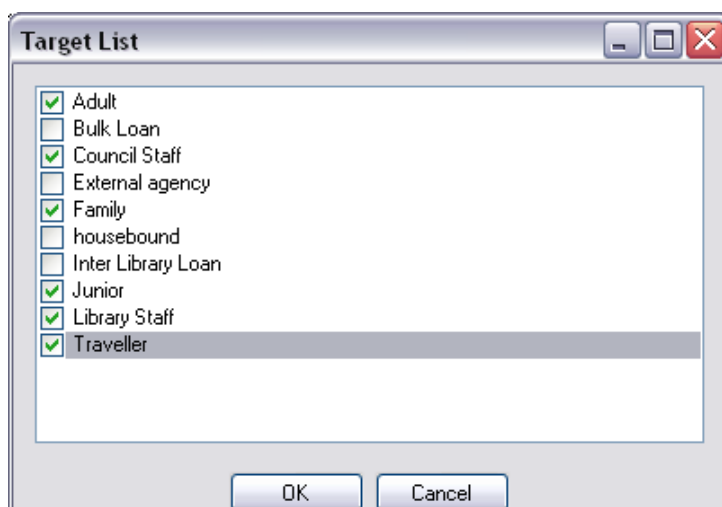 Target List
Adult
Bulk Loan
Council Staff
External agency
Family
housebound
Inter Library Loan
Junior
Library Staff
Traveller
OK Cancel